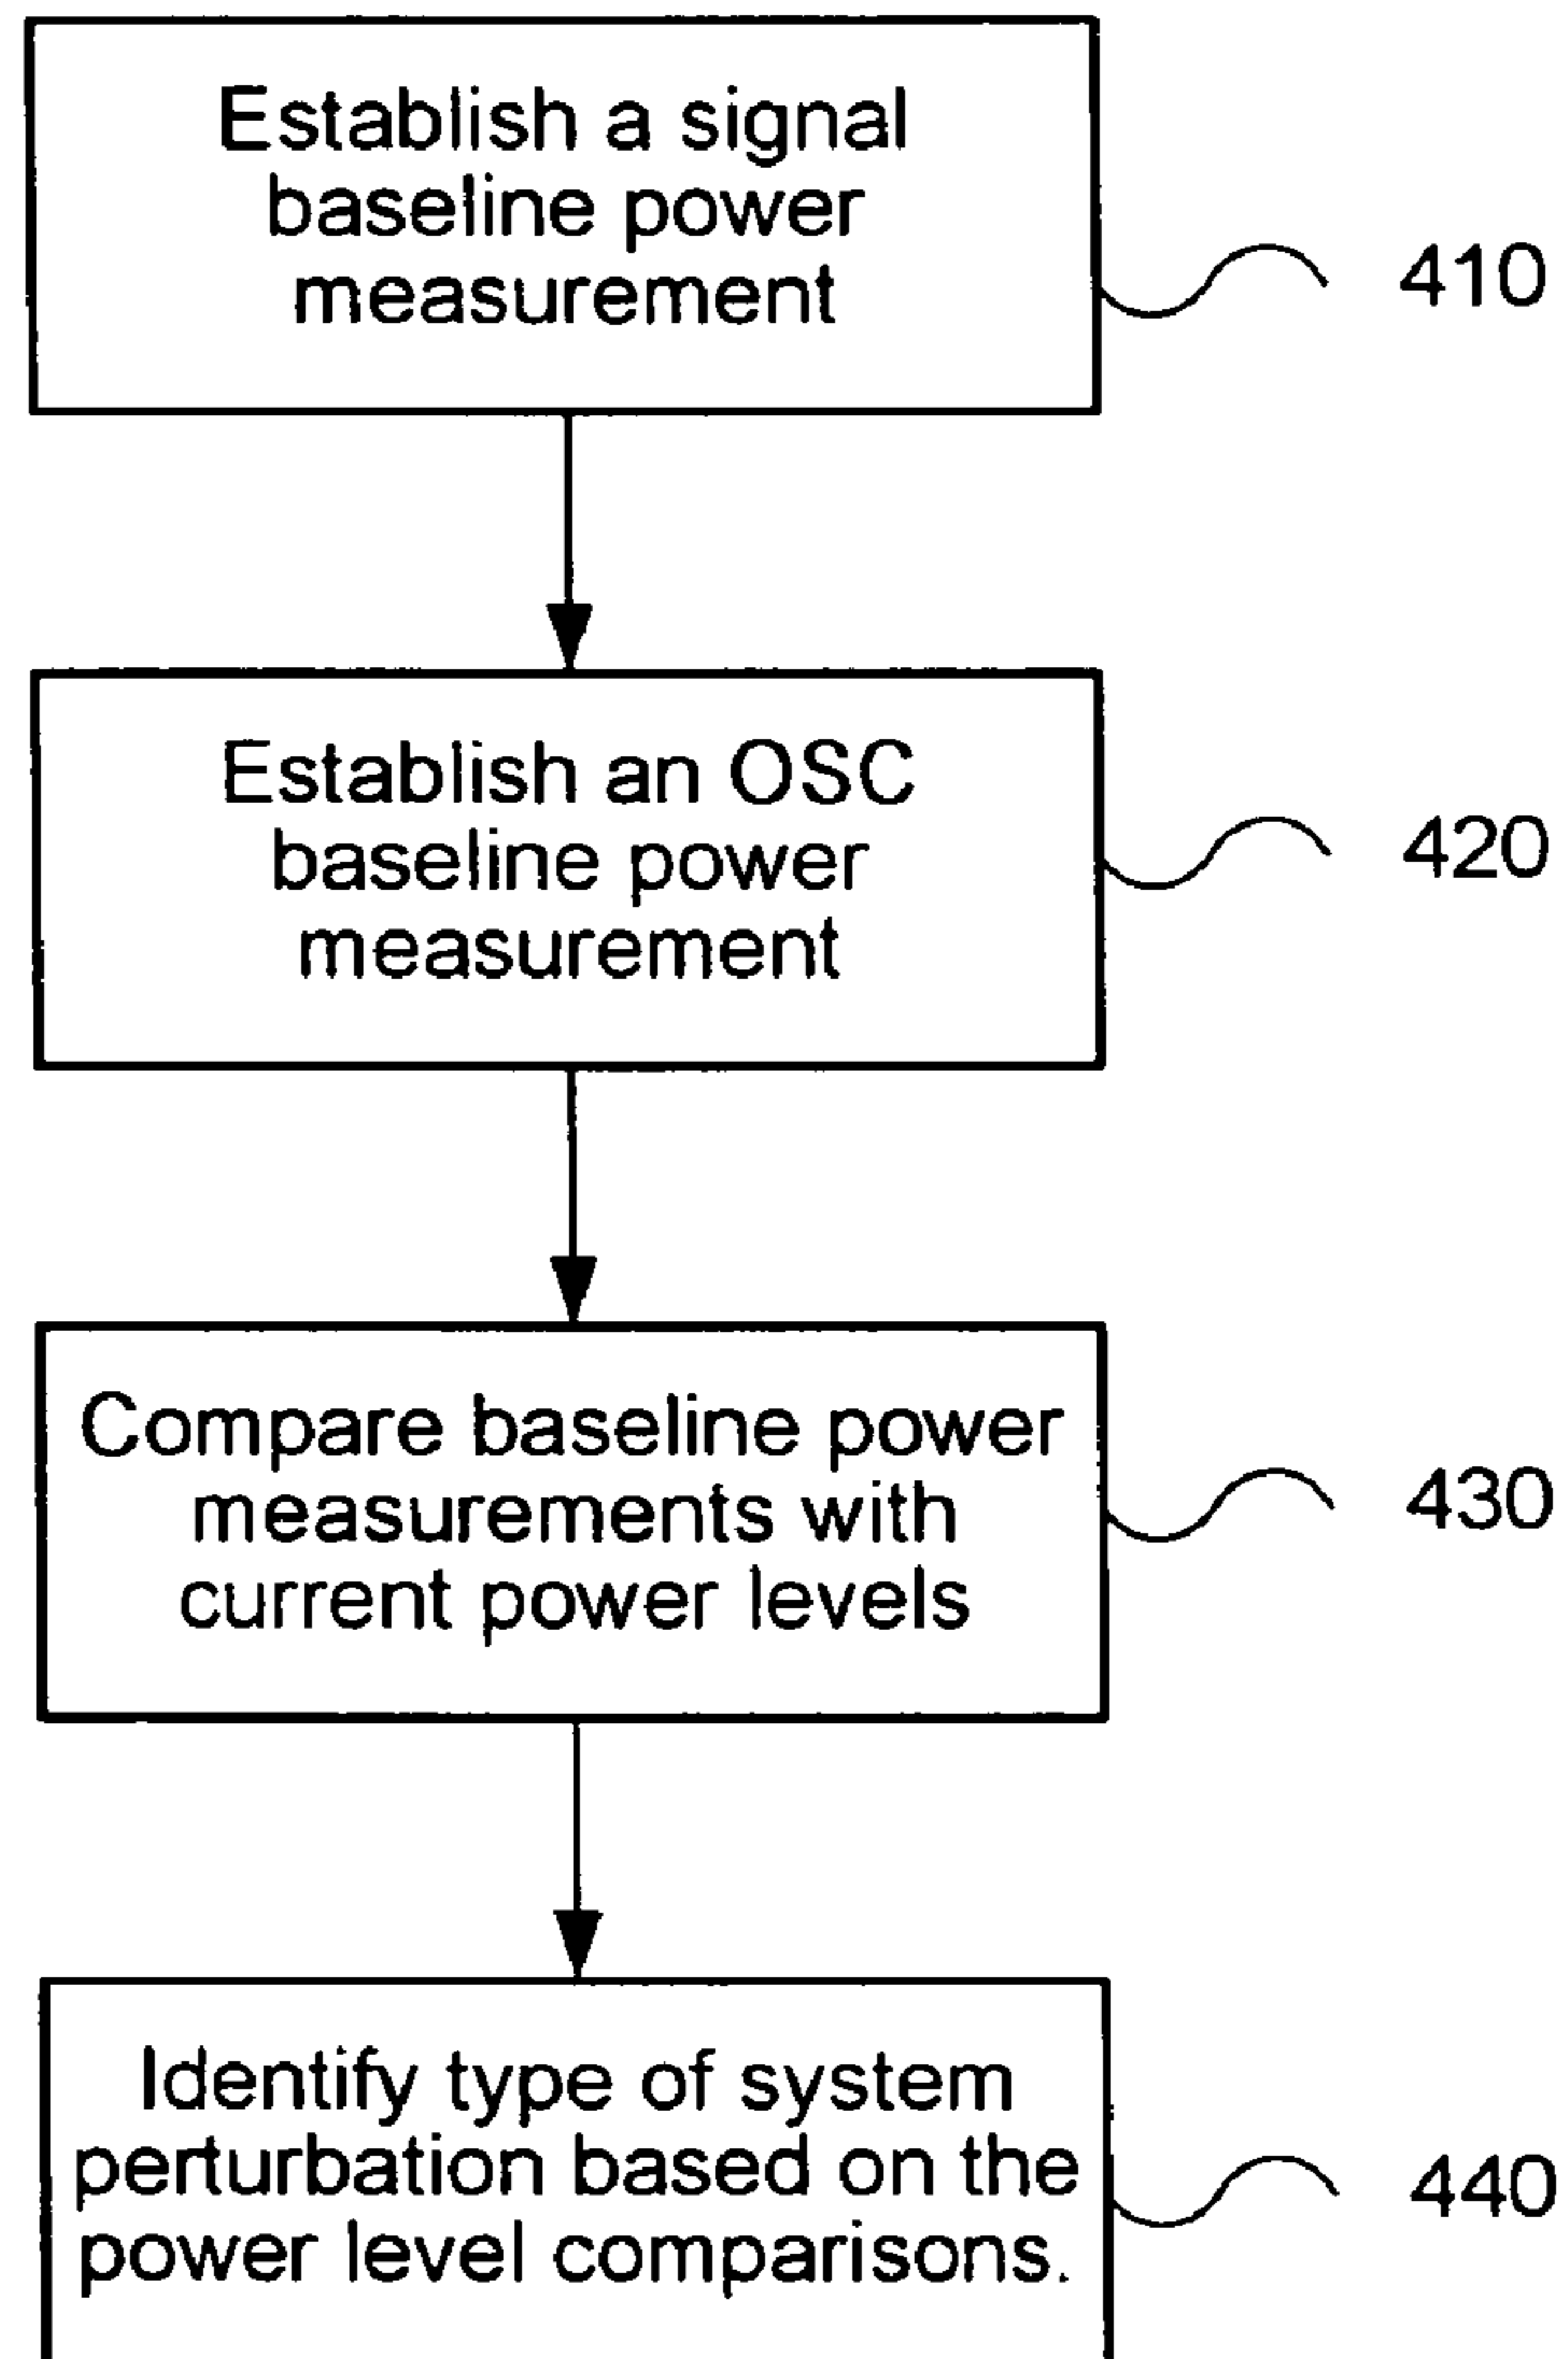 Establish a signal
baseline power
measurement
410
Establish an OSC
baseline power
measurement
420
Compare baseline power
measurements with
current power levels
430
Identify type of system
perturbation based on the
power level comparisons.
440